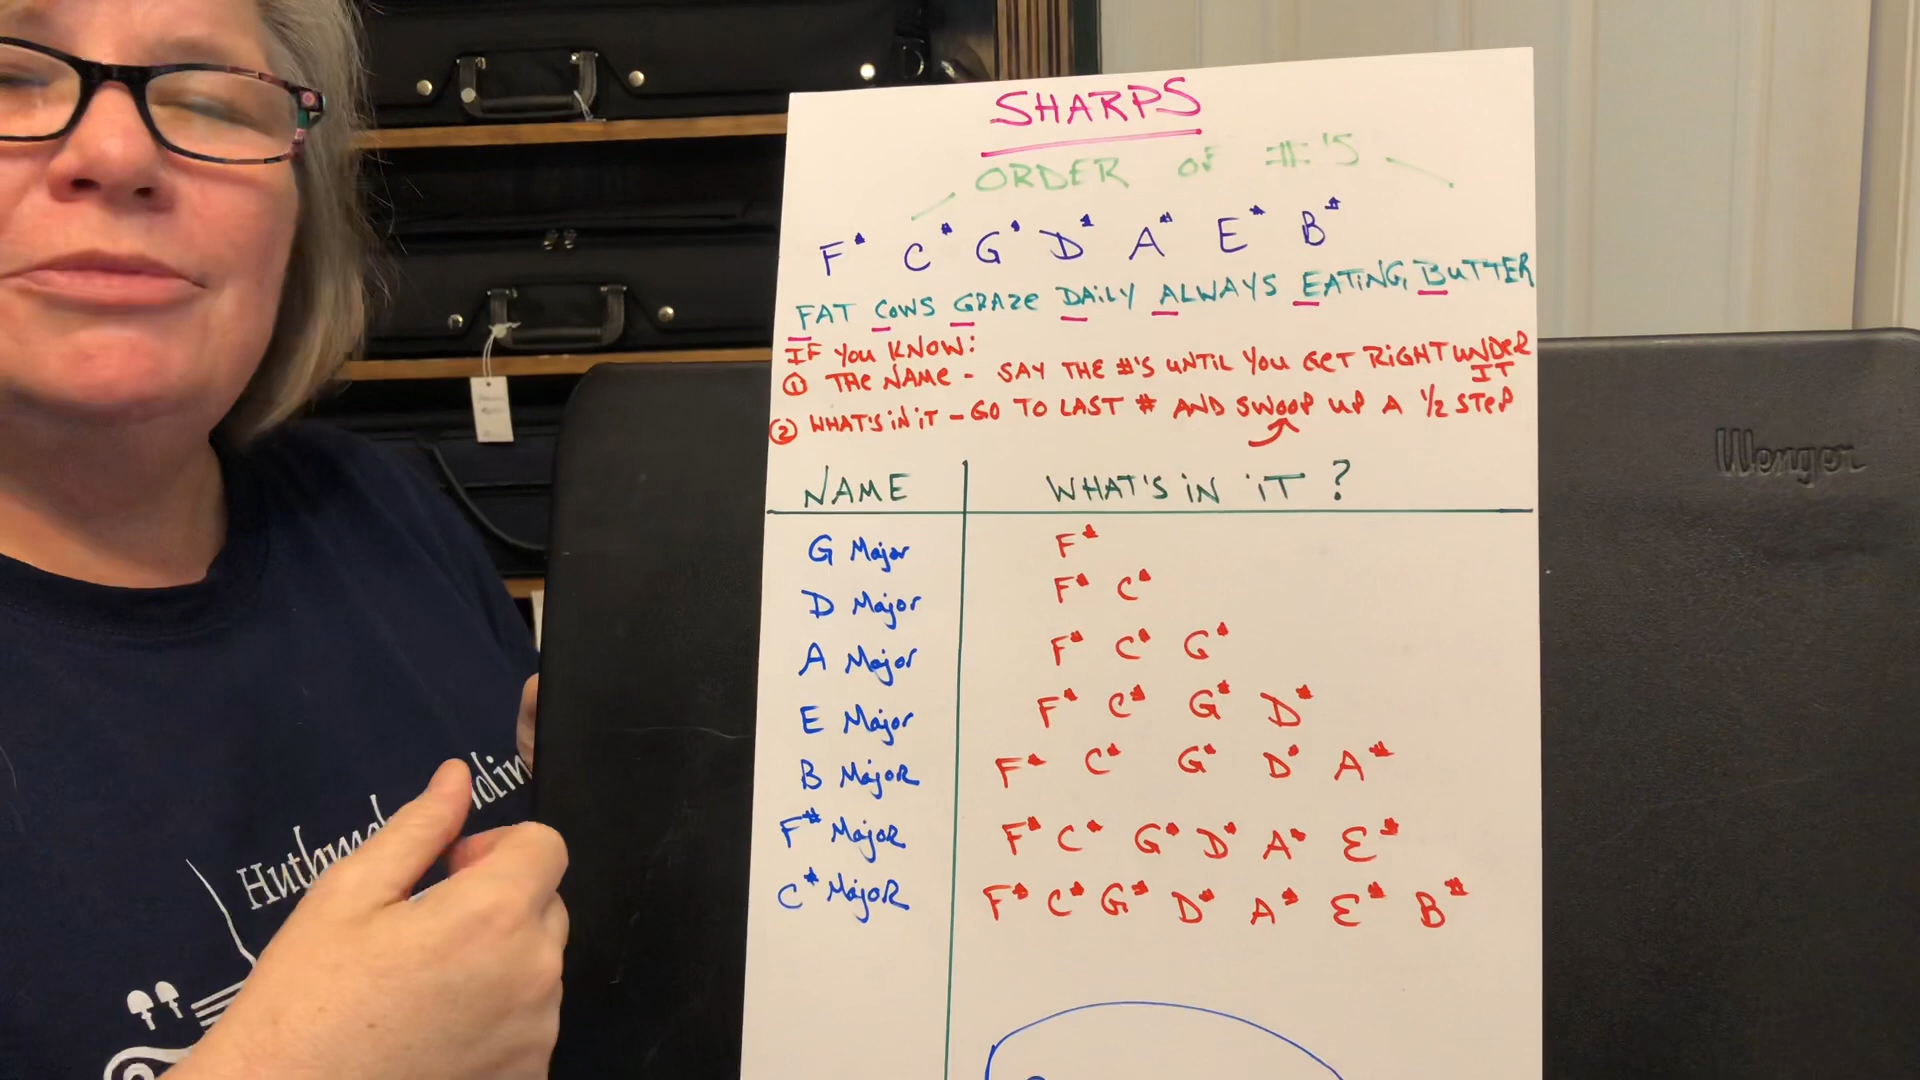 SHARPS
ORDER OF #'S
F# C# G# D# A# E# B#
FAT COWS GRAZE DAILY ALWAYS EATING BUTTER
IF YOU KNOW:
① THE NAME - SAY THE #'S UNTIL YOU GET RIGHT UNDER IT
② WHAT'S IN IT - GO TO LAST # AND SWOOP UP A 1/2 STEP
NAME WHAT'S IN IT ?
G Major F#
D Major F# C#
A Major F# C# G#
E Major F# C# G# D#
B MajoR F# C# G# D# A#
F# MajoR F# C# G# D# A# E#
C# MajoR F# C# G# D# A# E# B#
Wenger